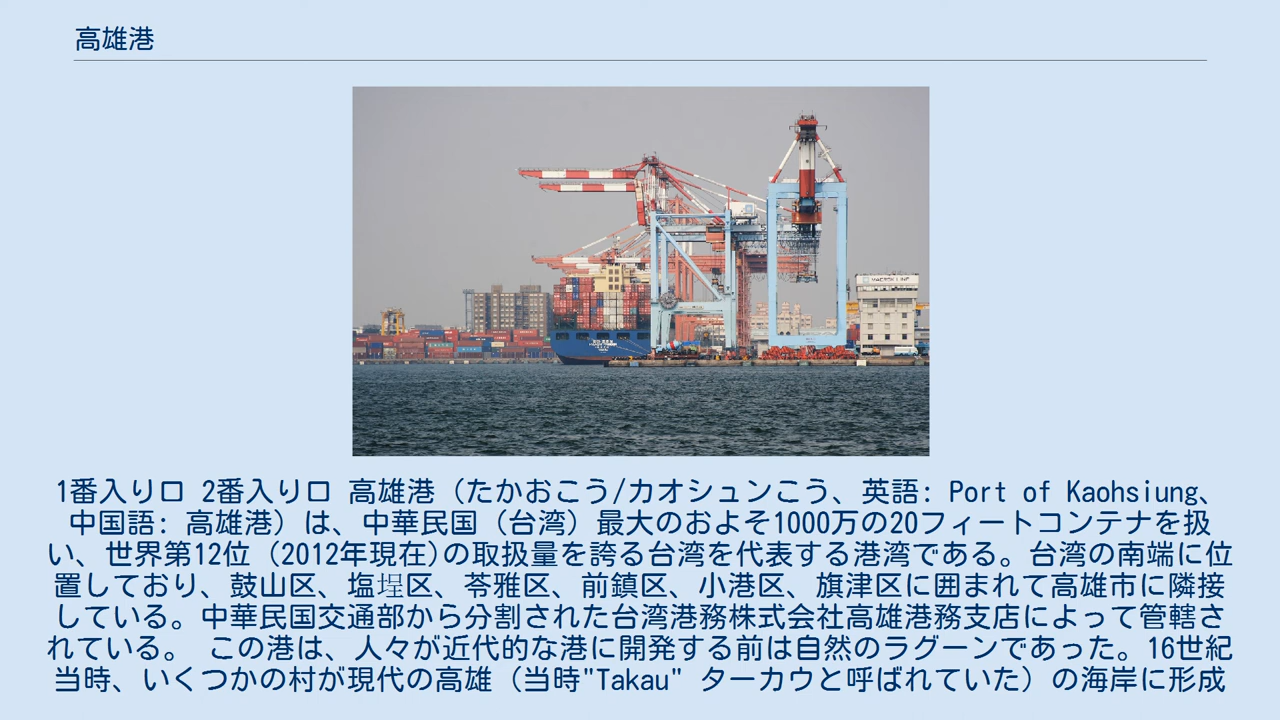 高雄港
MAERSK LINE
1番入り口 2番入り口 高雄港（たかおこう/カオシュンこう、英語: Port of Kaohsiung、
中国語: 高雄港）は、中華民国（台湾）最大のおよそ1000万の20フィートコンテナを扱
い、世界第12位（2012年現在)の取扱量を誇る台湾を代表する港湾である。台湾の南端に位
置しており、鼓山区、塩埕区、苓雅区、前鎮区、小港区、旗津区に囲まれて高雄市に隣接
している。中華民国交通部から分割された台湾港務株式会社高雄港務支店によって管轄さ
れている。 この港は、人々が近代的な港に開発する前は自然のラグーンであった。16世紀
当時、いくつかの村が現代の高雄（当時"Takau" ターカウと呼ばれていた）の海岸に形成